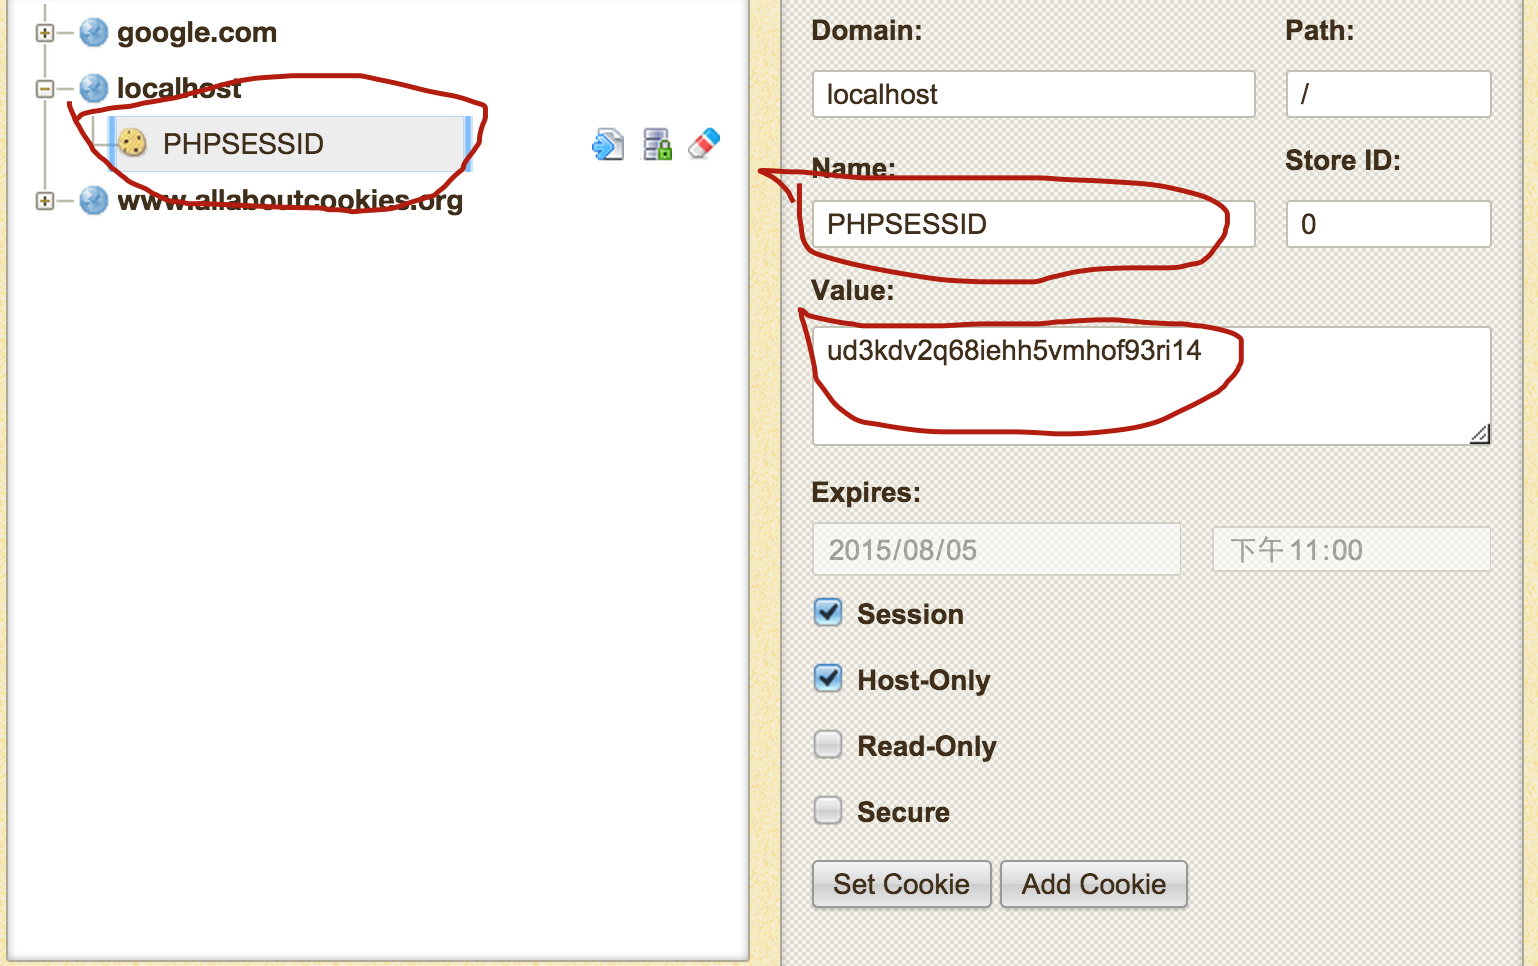 google.com
localhost
PHPSESSID
www.allaboutcookies.org
Domain:
Path:
localhost
/
Name:
Store ID:
PHPSESSID
0
Value:
ud3kdv2q68iehh5vmhof93ri14
Expires:
2015/08/05
下午 11:00
Session
Host-Only
Read-Only
Secure
Set Cookie
Add Cookie